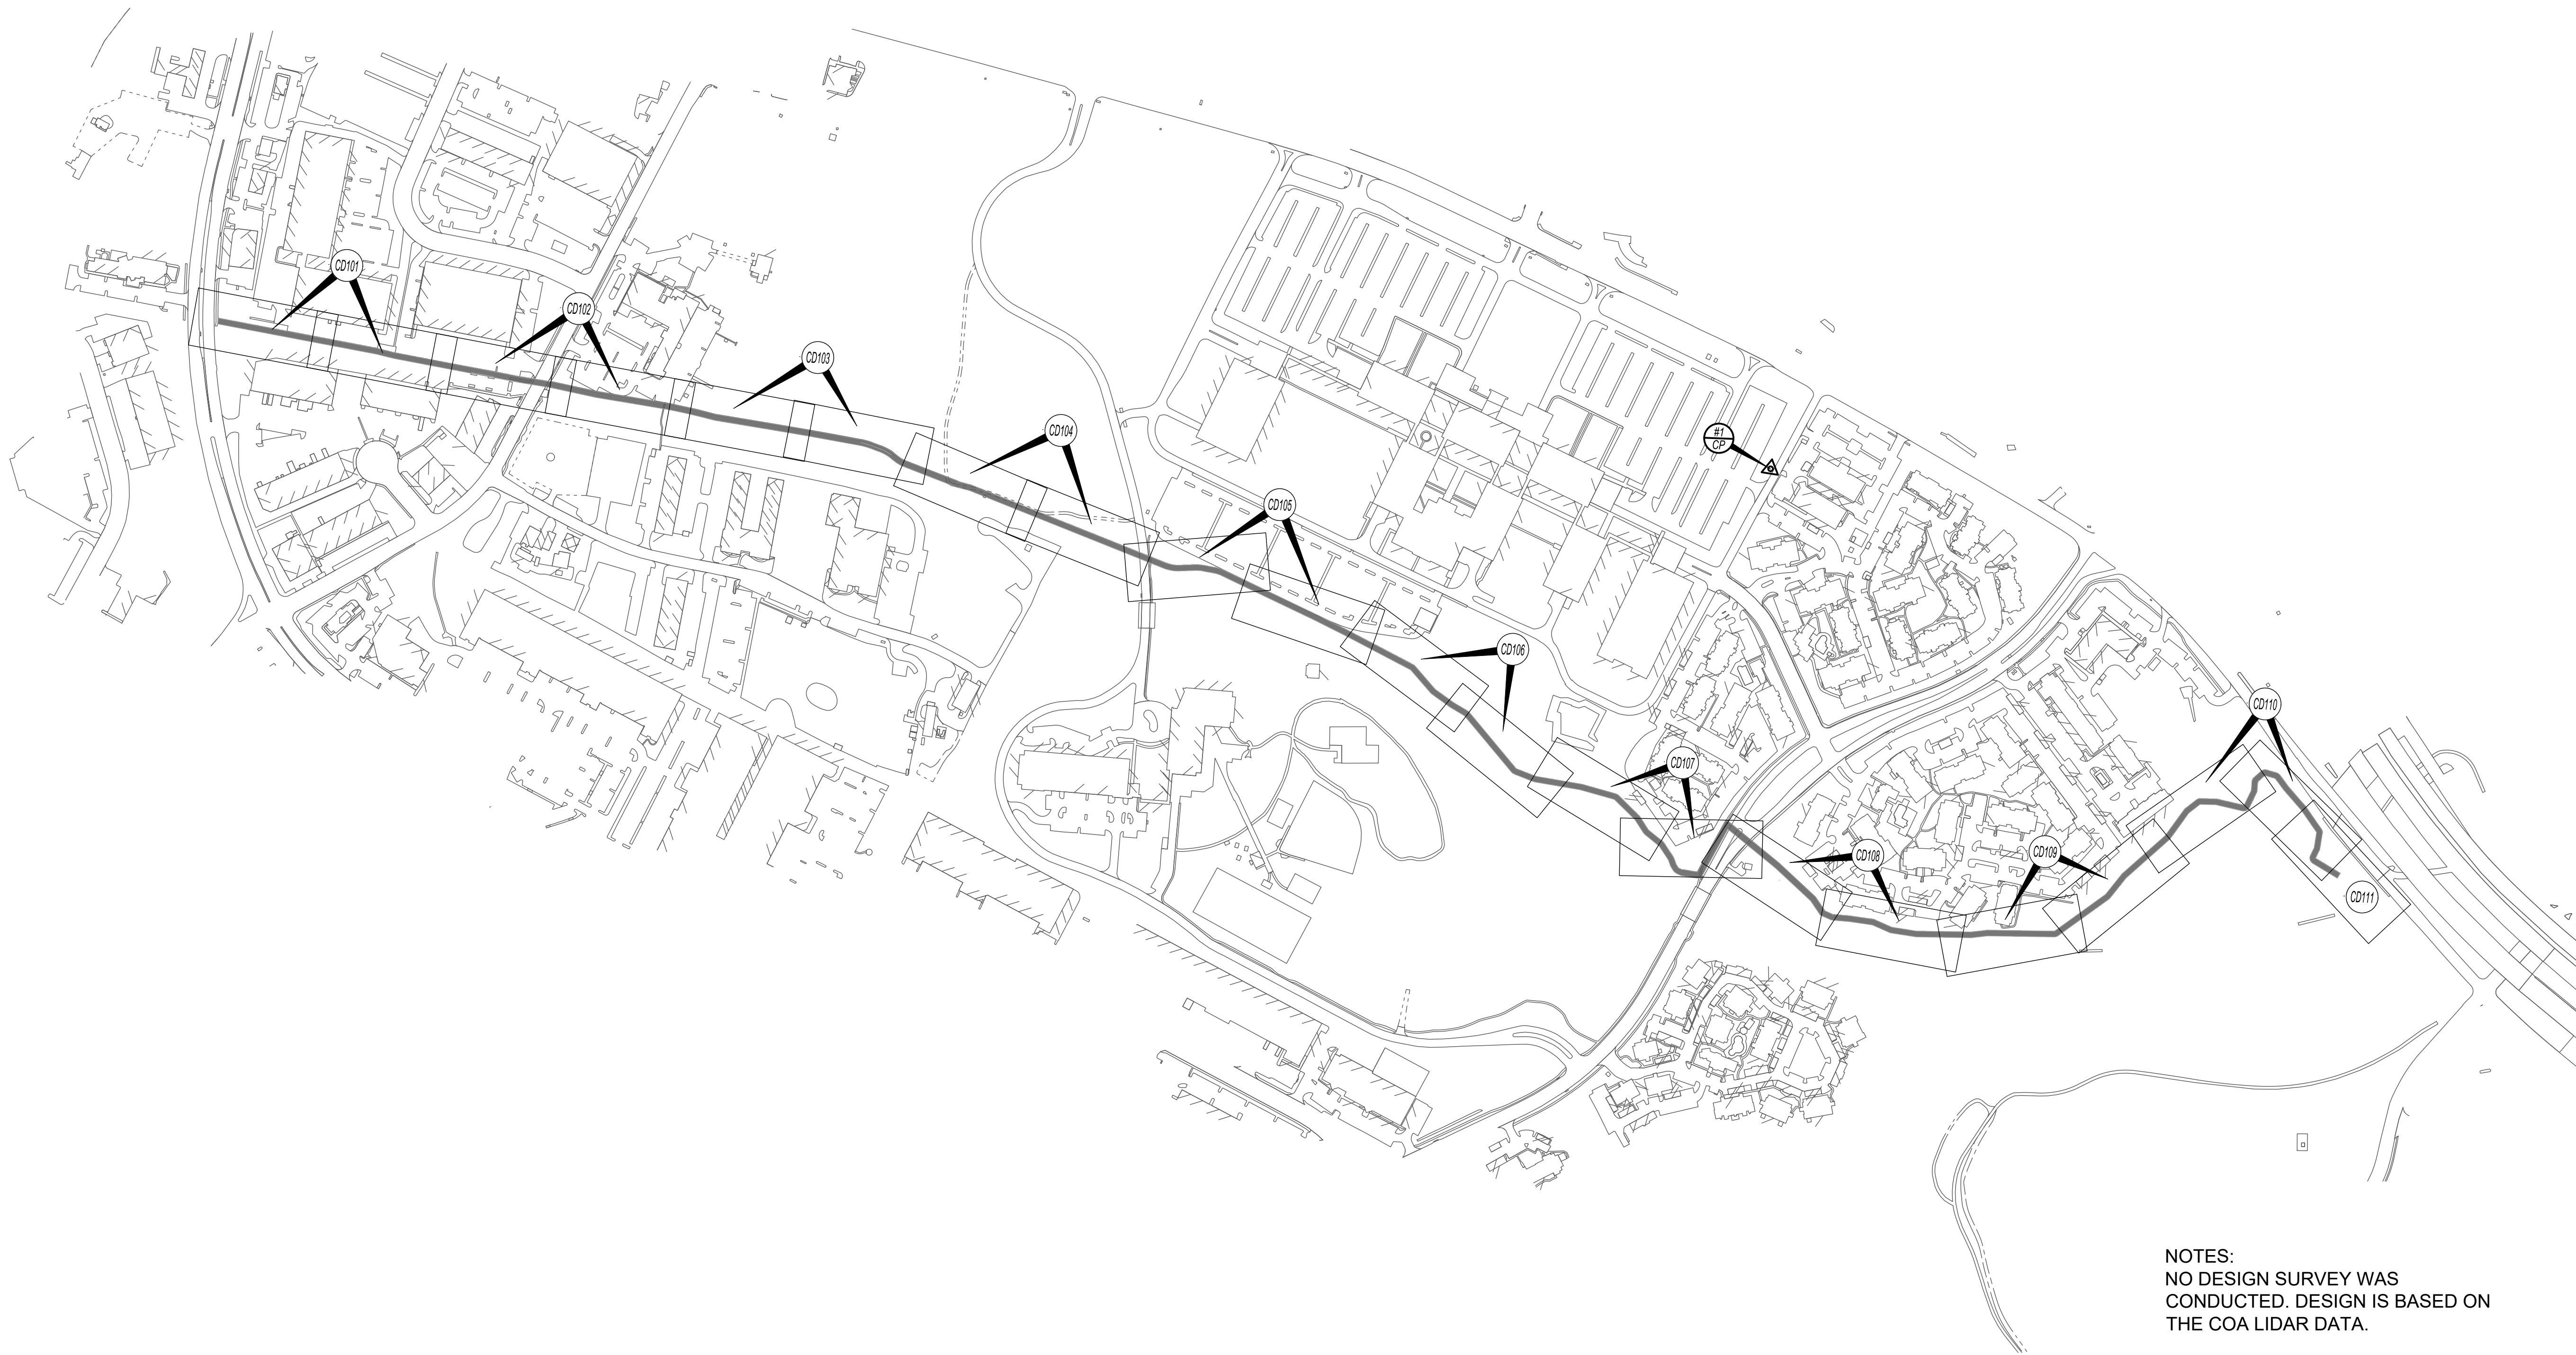 CD101
CD102
CD103
CD104
#1
CP
CD105
CD106
CD110
CD107
CD109
CD108
CD111
NOTES:
NO DESIGN SURVEY WAS
CONDUCTED. DESIGN IS BASED ON
THE COA LIDAR DATA.